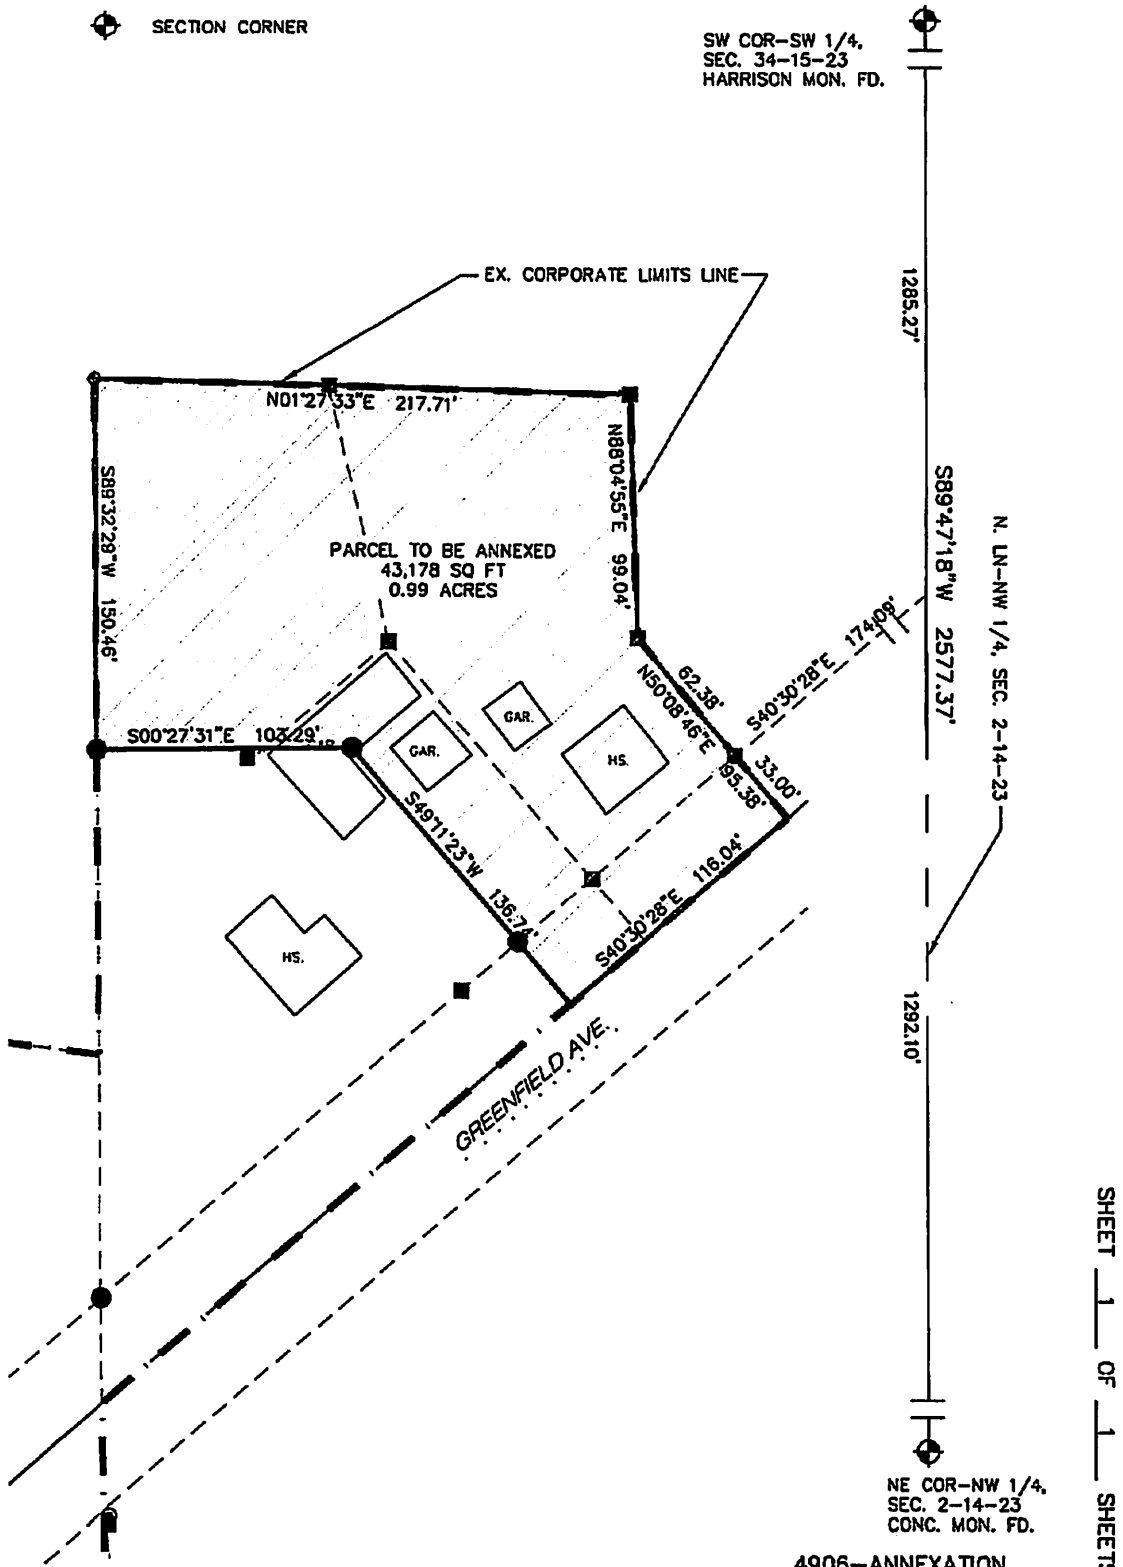 SECTION CORNER
SW COR-SW 1/4,
SEC. 34-15-23
HARRISON MON. FD.
EX. CORPORATE LIMITS LINE
1285.27'
N01°27'33"E 217.71'
N88°04'55"E 99.04'
S89°32'29"W 150.46'
PARCEL TO BE ANNEXED
43,178 SQ FT
0.99 ACRES
S89°47'18"W 2577.37'
N. LN-NW 1/4, SEC. 2-14-23
S40°30'28"E 174.09'
62.38'
N50°08'46"E 95.38'
33.00'
S00°27'31"E 103.29'
GAR.
GAR.
HS.
S49°11'23"W 136.74'
S40°30'28"E 116.04'
HS.
GREENFIELD AVE.
1292.10'
SHEET 1 OF 1 SHEETS
NE COR-NW 1/4,
SEC. 2-14-23
CONC. MON. FD.
4906-ANNEXATION